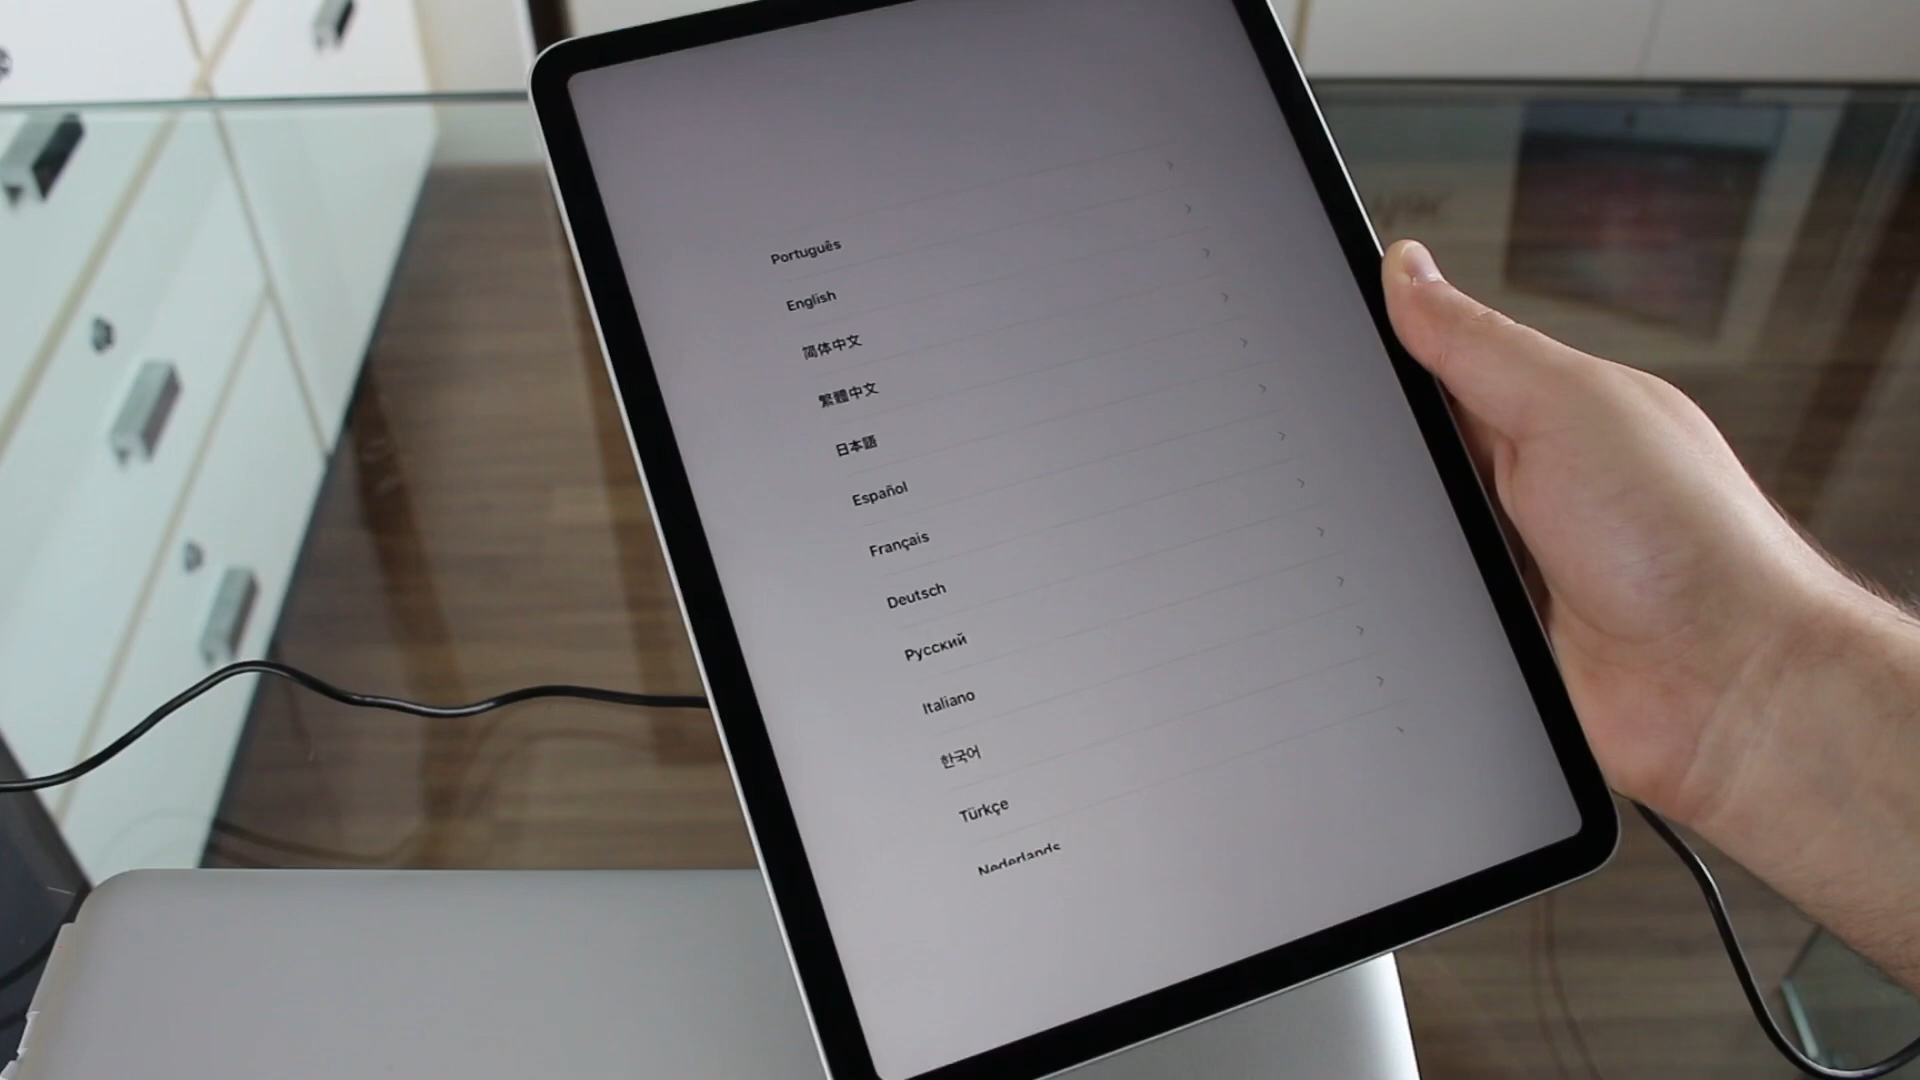 Português
English
简体中文
繁體中文
日本語
Español
Français
Deutsch
Русский
Italiano
한국어
Türkçe
Nederlands